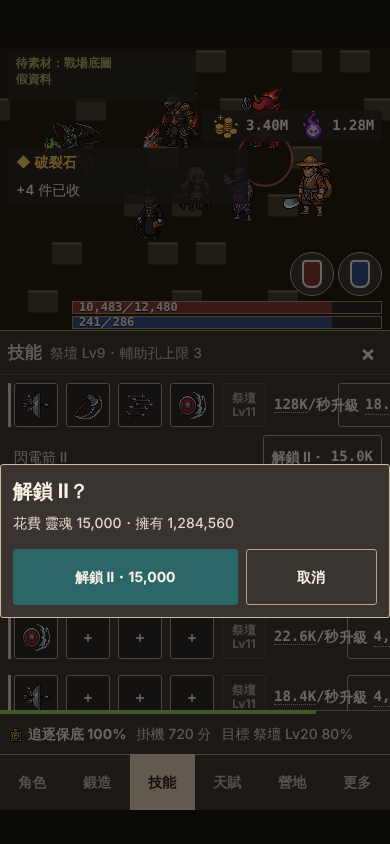 待素材：戰場底圖
假資料
3.40M
1.28M
◆ 破裂石
+4 件已收
10,483/12,480
241/286
技能 祭壇 Lv9・輔助孔上限 3 ×
祭壇
Lv11
128K/秒 升級 18.
閃電箭 II
解鎖 II・ 15.0K
解鎖 II？
花費 靈魂 15,000・擁有 1,284,560
解鎖 II・15,000
取消
+ + +
祭壇
Lv11
22.6K/秒 升級 4,
+ + +
祭壇
Lv11
18.4K/秒 升級 4,
追逐保底 100% 掛機 720 分 目標 祭壇 Lv20 80%
角色 鍛造 技能 天賦 營地 更多